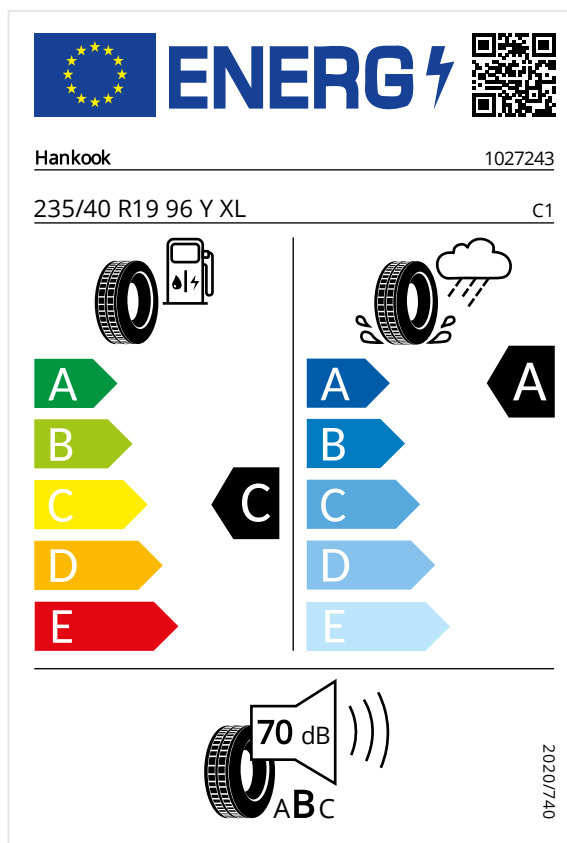 ENERG
Hankook 1027243
235/40 R19 96 Y XL C1
A A A
B B
C C C
D D
E E
70 dB
ABC
2020/740